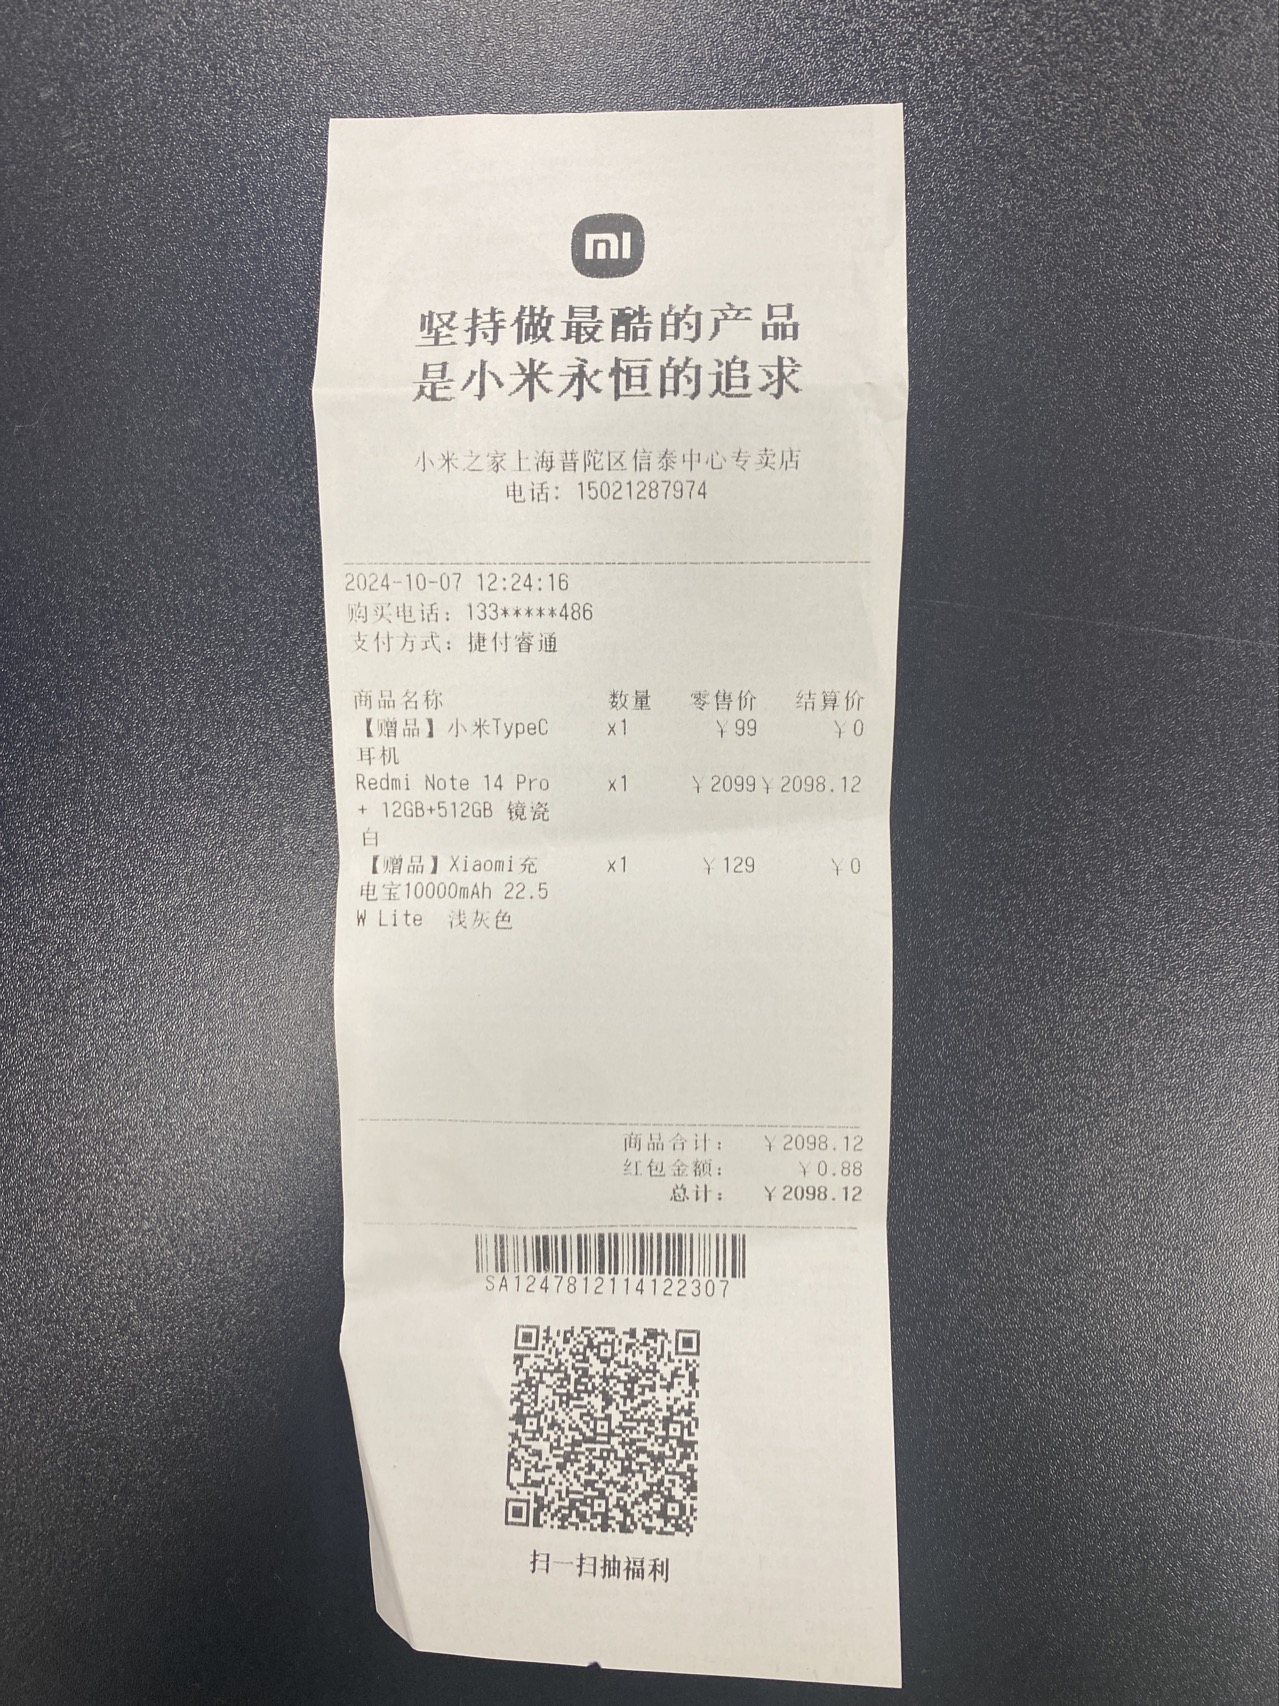 mi
坚持做最酷的产品
是小米永恒的追求
小米之家上海普陀区信泰中心专卖店
电话: 15021287974
2024-10-07 12:24:16
购买电话: 133*****486
支付方式: 捷付睿通
商品名称 数量 零售价 结算价
【赠品】小米TypeC x1 ￥99 ￥0
耳机
Redmi Note 14 Pro x1 ￥2099 ￥2098.12
+ 12GB+512GB 镜瓷
白
【赠品】Xiaomi充 x1 ￥129 ￥0
电宝10000mAh 22.5
W Lite 浅灰色
商品合计: ￥2098.12
红包金额: ￥0.88
总计: ￥2098.12
SA1247812114122307
扫一扫抽福利